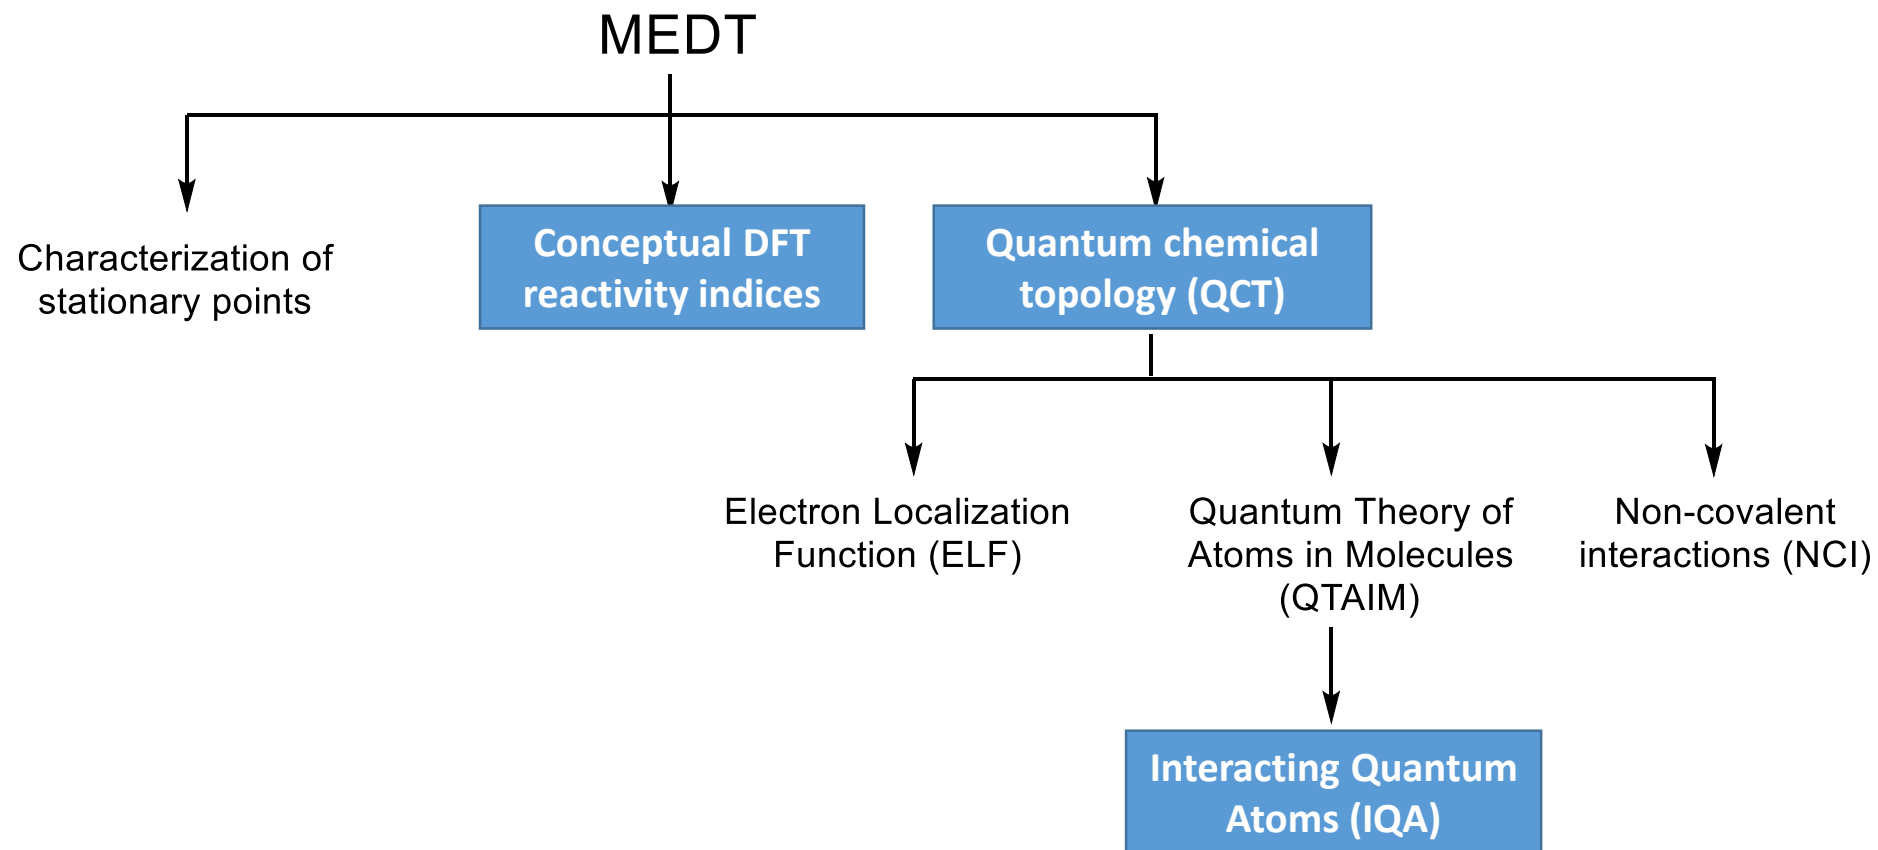 MEDT
Characterization of
stationary points
Conceptual DFT
reactivity indices
Quantum chemical
topology (QCT)
Electron Localization
Function (ELF)
Quantum Theory of
Atoms in Molecules
(QTAIM)
Non-covalent
interactions (NCI)
Interacting Quantum
Atoms (IQA)